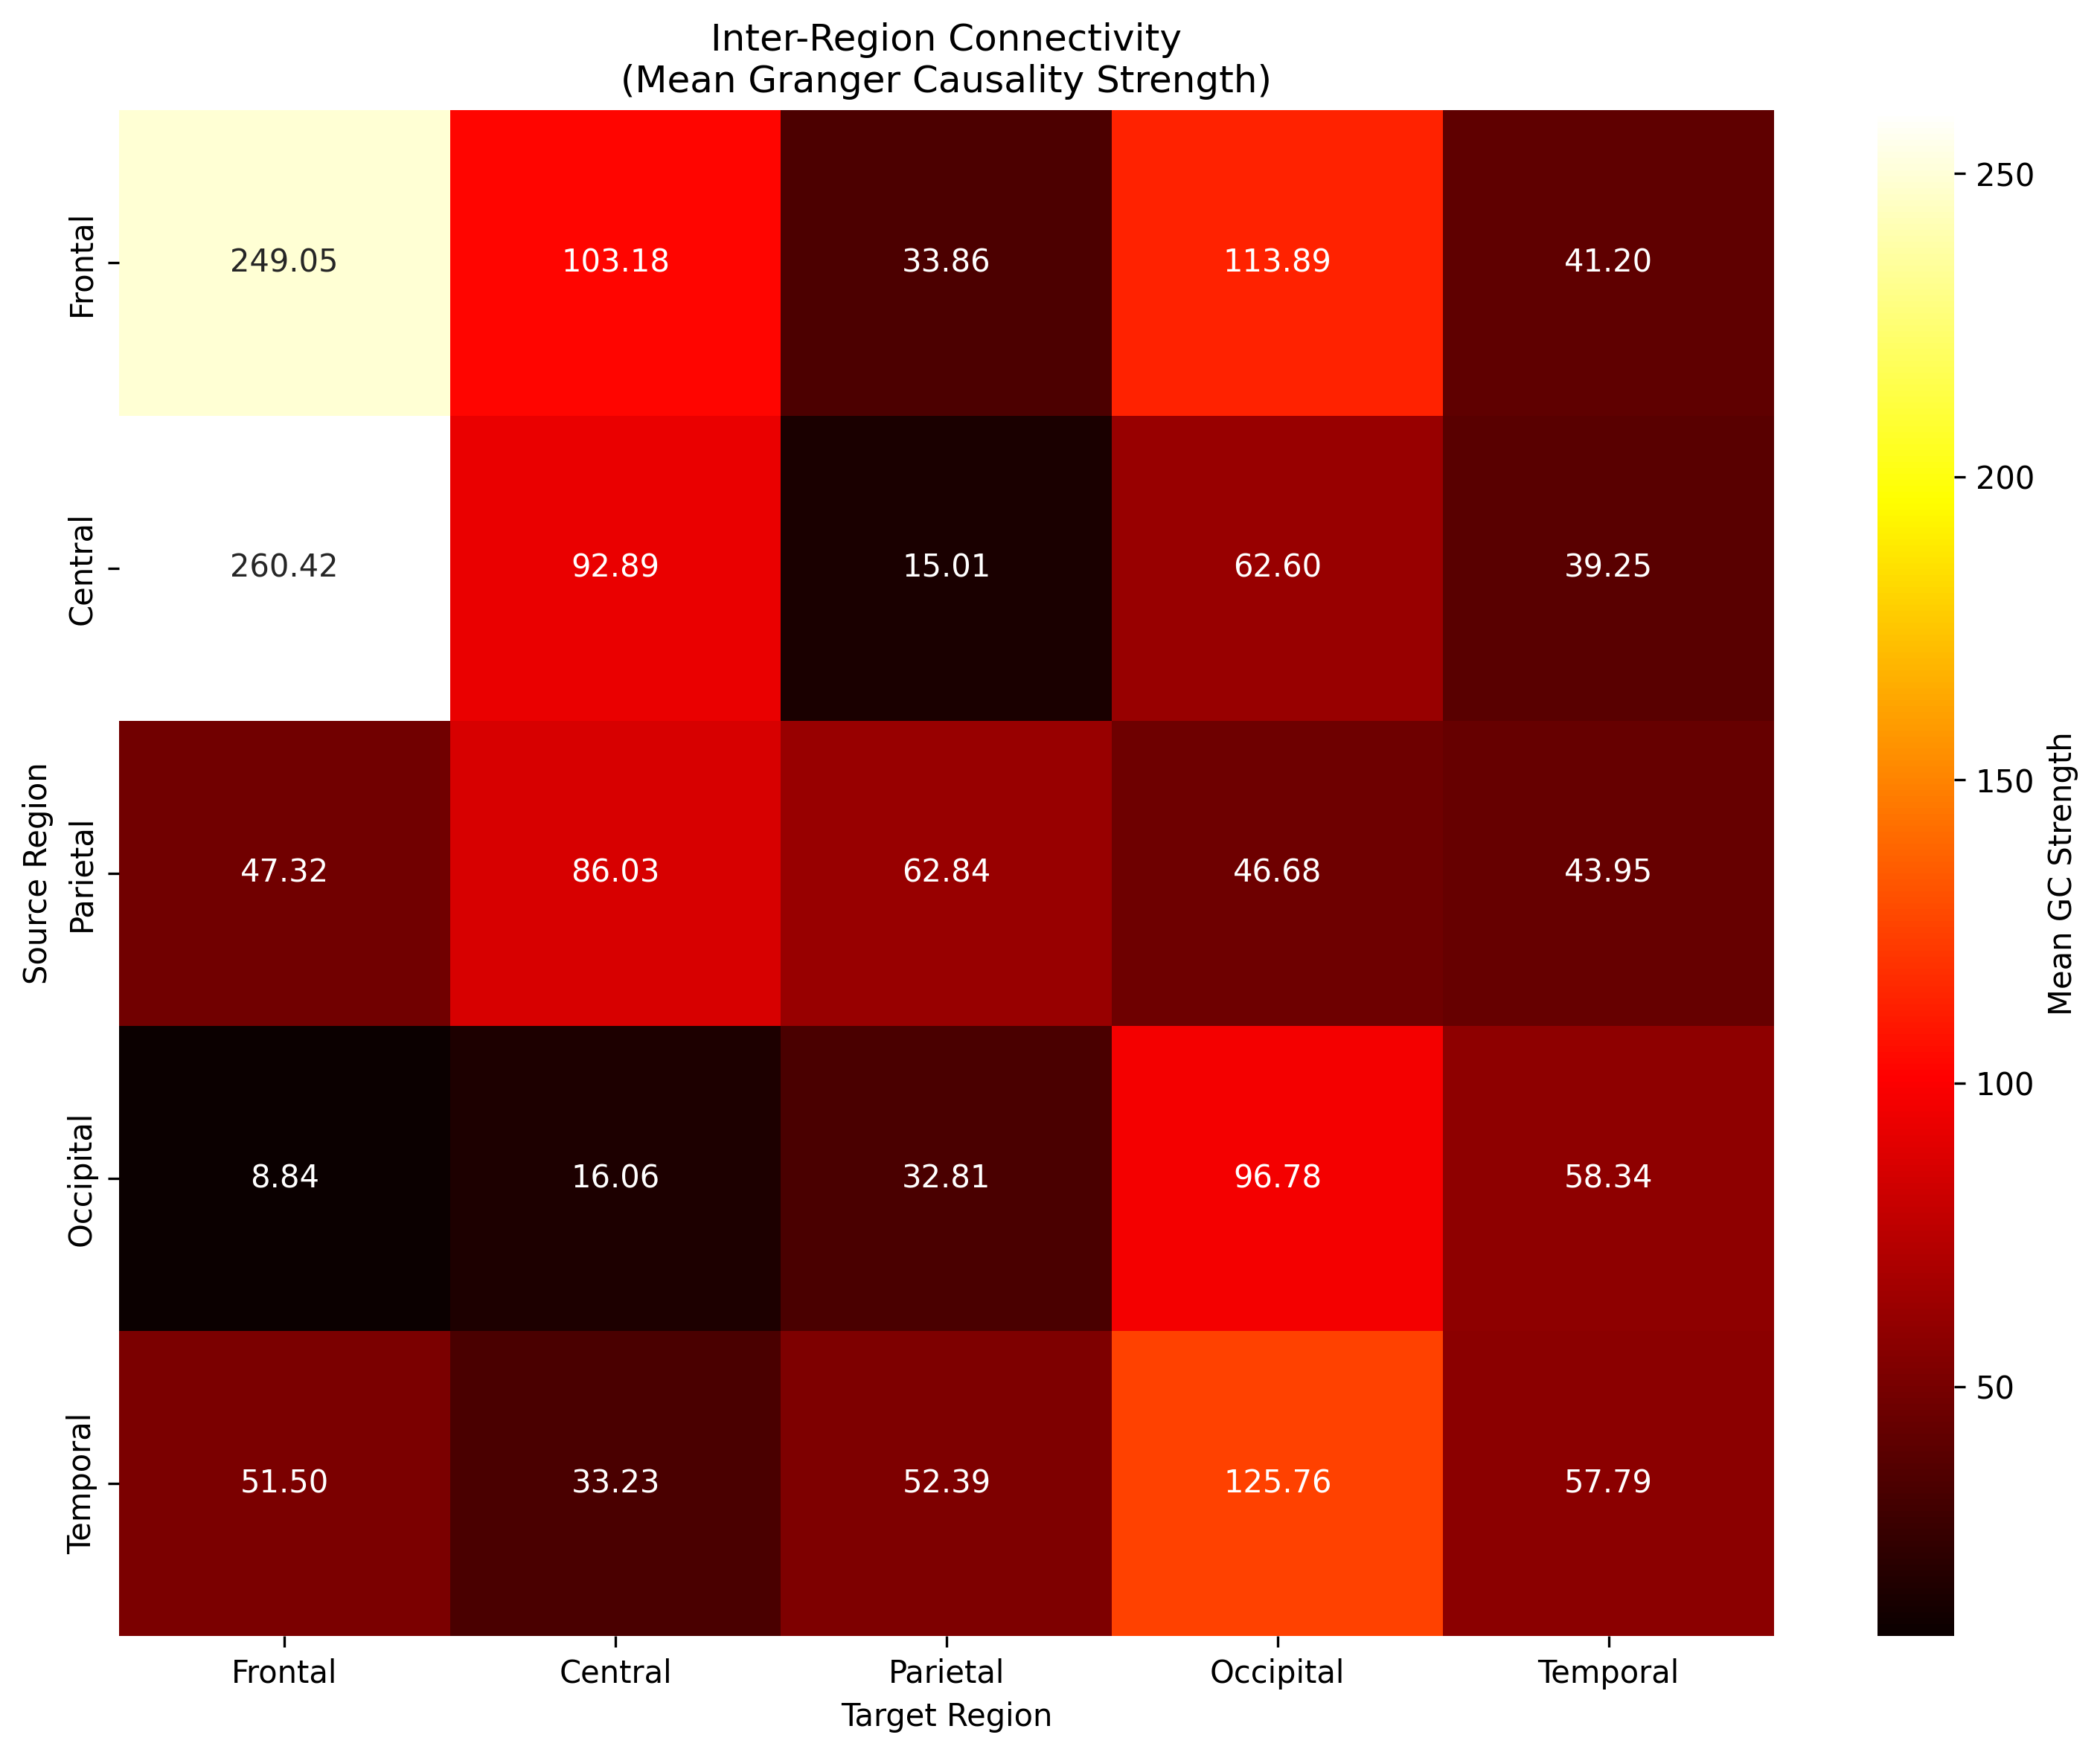 Inter-Region Connectivity
(Mean Granger Causality Strength)
Source Region
Frontal
249.05 103.18 33.86 113.89 41.20
Central
260.42 92.89 15.01 62.60 39.25
Parietal
47.32 86.03 62.84 46.68 43.95
Occipital
8.84 16.06 32.81 96.78 58.34
Temporal
51.50 33.23 52.39 125.76 57.79
Frontal Central Parietal Occipital Temporal
Target Region
250
200
150
100
50
Mean GC Strength